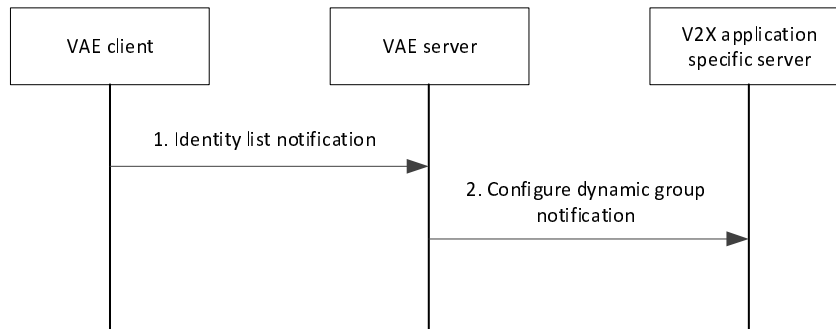 VAE client
VAE server
V2X application
specific server
1. Identity list notification
2. Configure dynamic group
notification